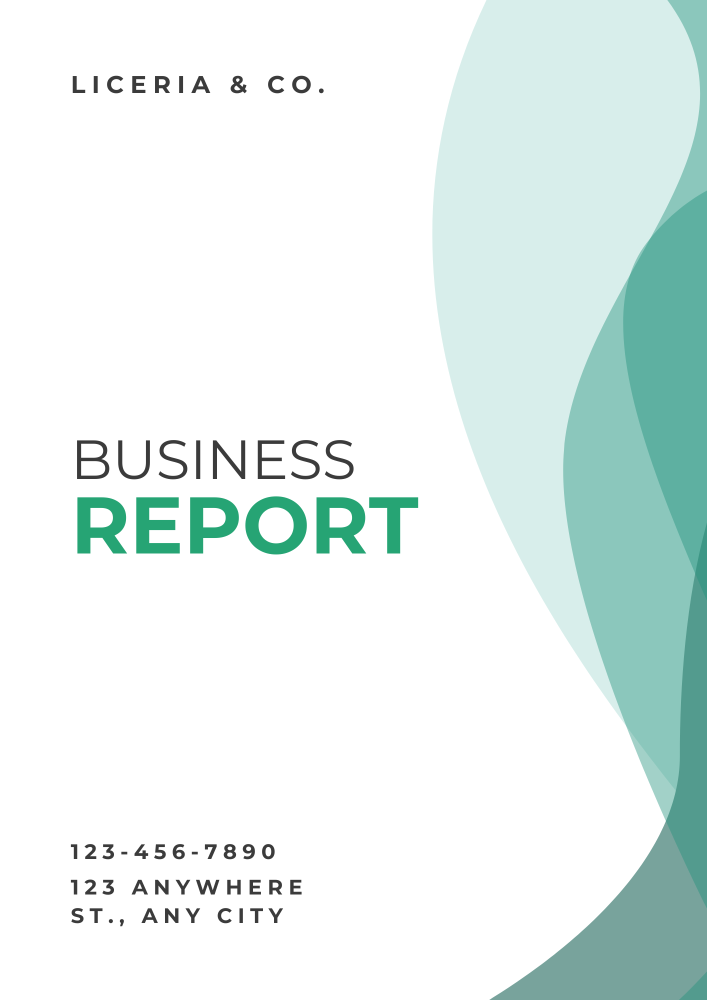 LICERIA & CO.
BUSINESS
REPORT
123-456-7890
123 ANYWHERE
ST., ANY CITY